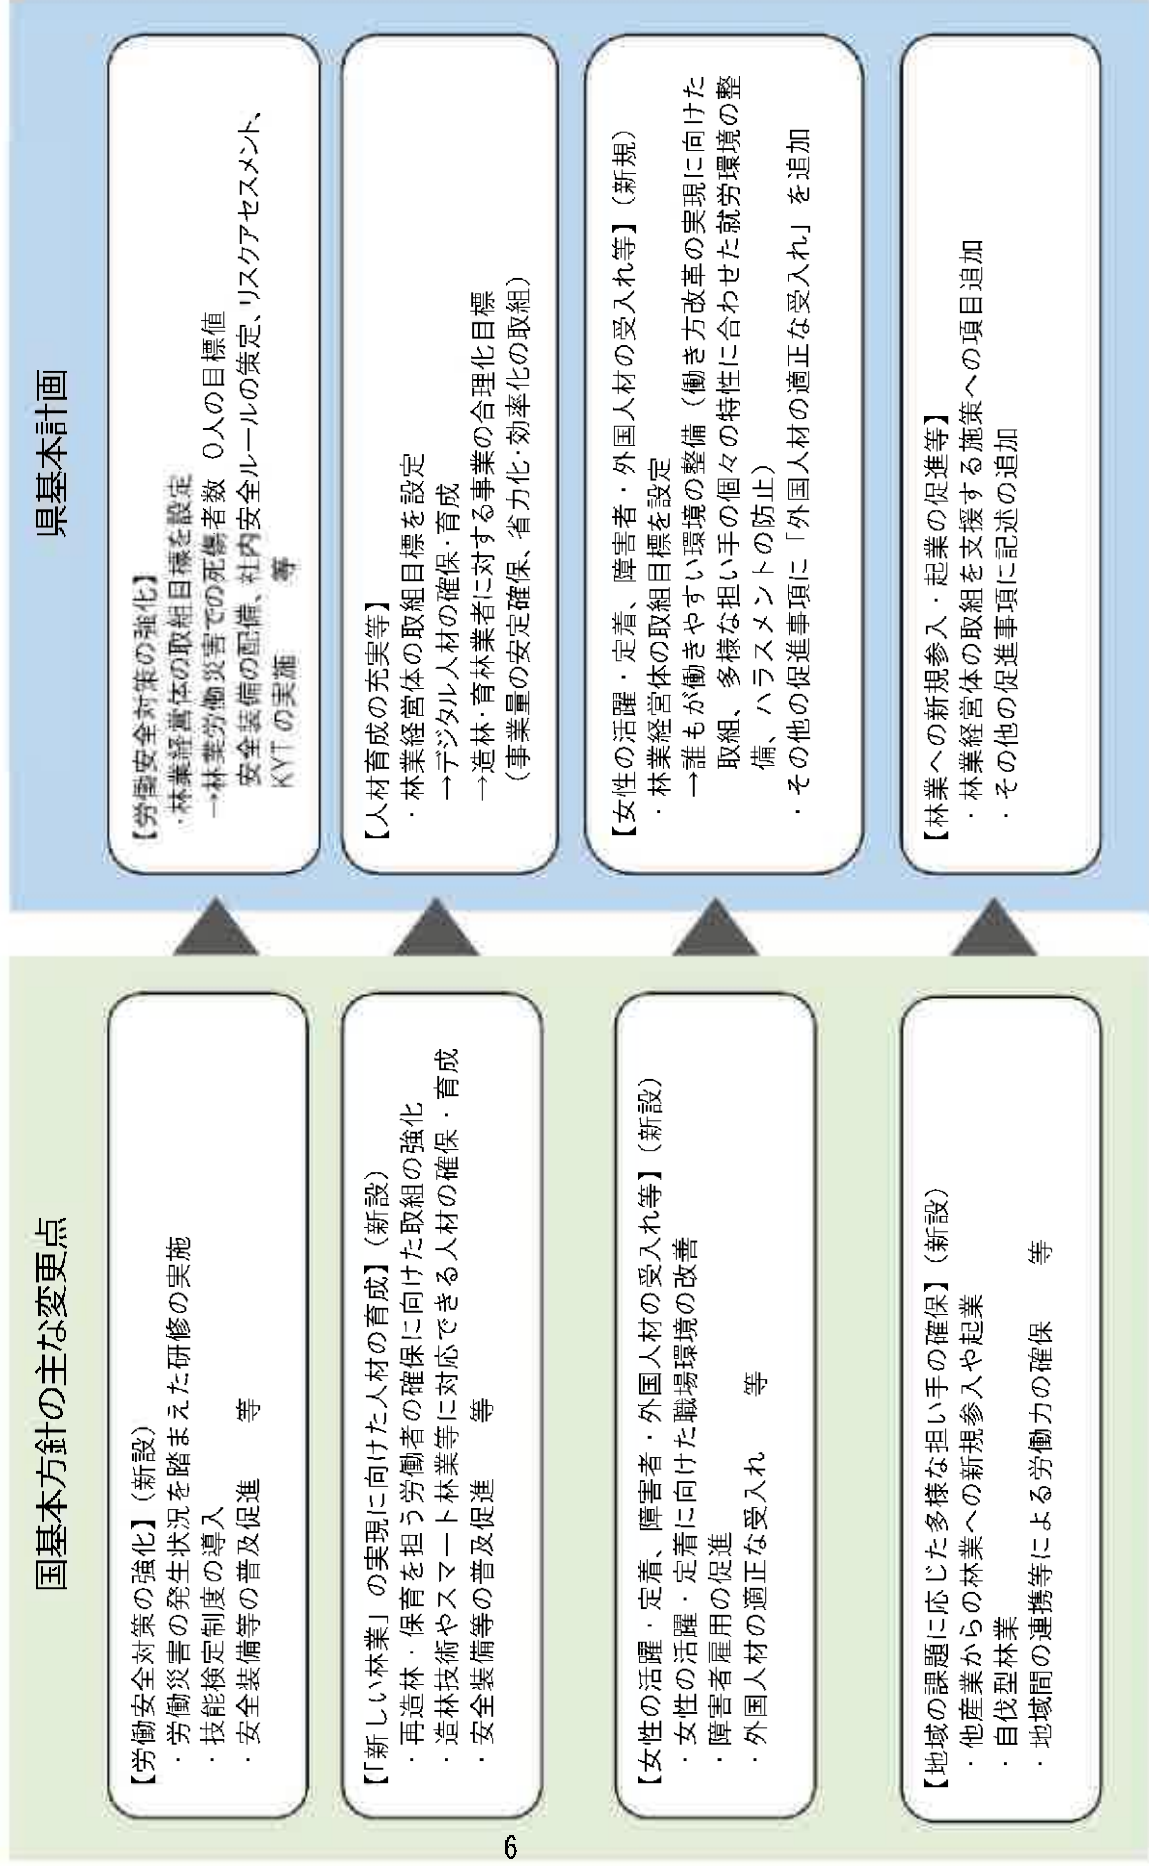 国基本方針の主な変更点
【労働安全対策の強化】（新設）
・労働災害の発生状況を踏まえた研修の実施
・技能検定制度の導入
・安全装備等の普及促進　　等
【「新しい林業」の実現に向けた人材の育成】（新設）
・再造林・保育を担う労働者の確保に向けた取組の強化
・造林技術やスマート林業等に対応できる人材の確保・育成
・安全装備等の普及促進　　等
【女性の活躍・定着、障害者・外国人材の受入れ等】（新設）
・女性の活躍・定着に向けた職場環境の改善
・障害者雇用の促進
・外国人材の適正な受入れ　　等
【地域の課題に応じた多様な担い手の確保】（新設）
・他産業からの林業への新規参入や起業
・自伐型林業
・地域間の連携等による労働力の確保　　等
県基本計画
【労働安全対策の強化】
・林業経営体の取組目標を設定
→林業労働災害での死傷者数　０人の目標値
安全装備の配備、社内安全ルールの策定、リスクアセスメント、
KYTの実施　　等
【人材育成の充実等】
・林業経営体の取組目標を設定
→デジタル人材の確保・育成
→造林・育林業者に対する事業の合理化目標
（事業量の安定確保、省力化・効率化の取組）
【女性の活躍・定着、障害者・外国人材の受入れ等】（新規）
・林業経営体の取組目標を設定
→誰もが働きやすい環境の整備（働き方改革の実現に向けた
取組、多様な担い手の個々の特性に合わせた就労環境の整
備、ハラスメントの防止）
・その他の促進事項に「外国人材の適正な受入れ」を追加
【林業への新規参入・起業の促進等】
・林業経営体の取組を支援する施策への項目追加
・その他の促進事項に記述の追加
6